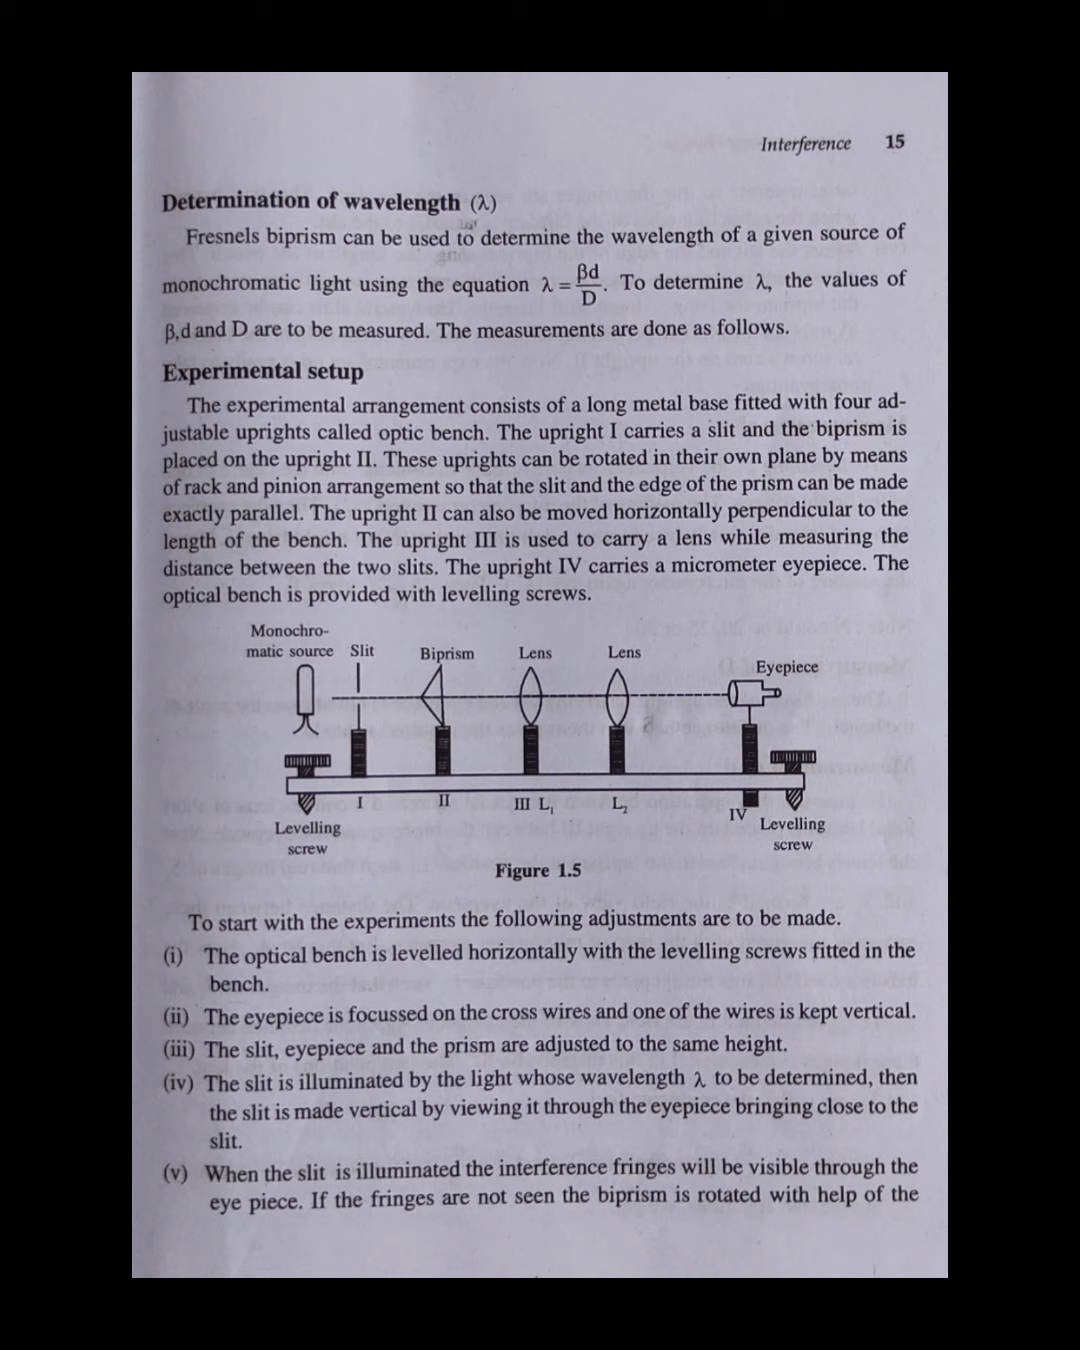 Interference 15
Determination of wavelength (λ)
Fresnels biprism can be used to determine the wavelength of a given source of
monochromatic light using the equation λ = βd/D. To determine λ, the values of
β,d and D are to be measured. The measurements are done as follows.
Experimental setup
The experimental arrangement consists of a long metal base fitted with four ad-
justable uprights called optic bench. The upright I carries a slit and the biprism is
placed on the upright II. These uprights can be rotated in their own plane by means
of rack and pinion arrangement so that the slit and the edge of the prism can be made
exactly parallel. The upright II can also be moved horizontally perpendicular to the
length of the bench. The upright III is used to carry a lens while measuring the
distance between the two slits. The upright IV carries a micrometer eyepiece. The
optical bench is provided with levelling screws.
Monochro-
matic source Slit Biprism Lens Lens
Eyepiece
I II III L₁ L₂
IV
Levelling
screw
Levelling
screw
Figure 1.5
To start with the experiments the following adjustments are to be made.
(i) The optical bench is levelled horizontally with the levelling screws fitted in the
bench.
(ii) The eyepiece is focussed on the cross wires and one of the wires is kept vertical.
(iii) The slit, eyepiece and the prism are adjusted to the same height.
(iv) The slit is illuminated by the light whose wavelength λ to be determined, then
the slit is made vertical by viewing it through the eyepiece bringing close to the
slit.
(v) When the slit is illuminated the interference fringes will be visible through the
eye piece. If the fringes are not seen the biprism is rotated with help of the